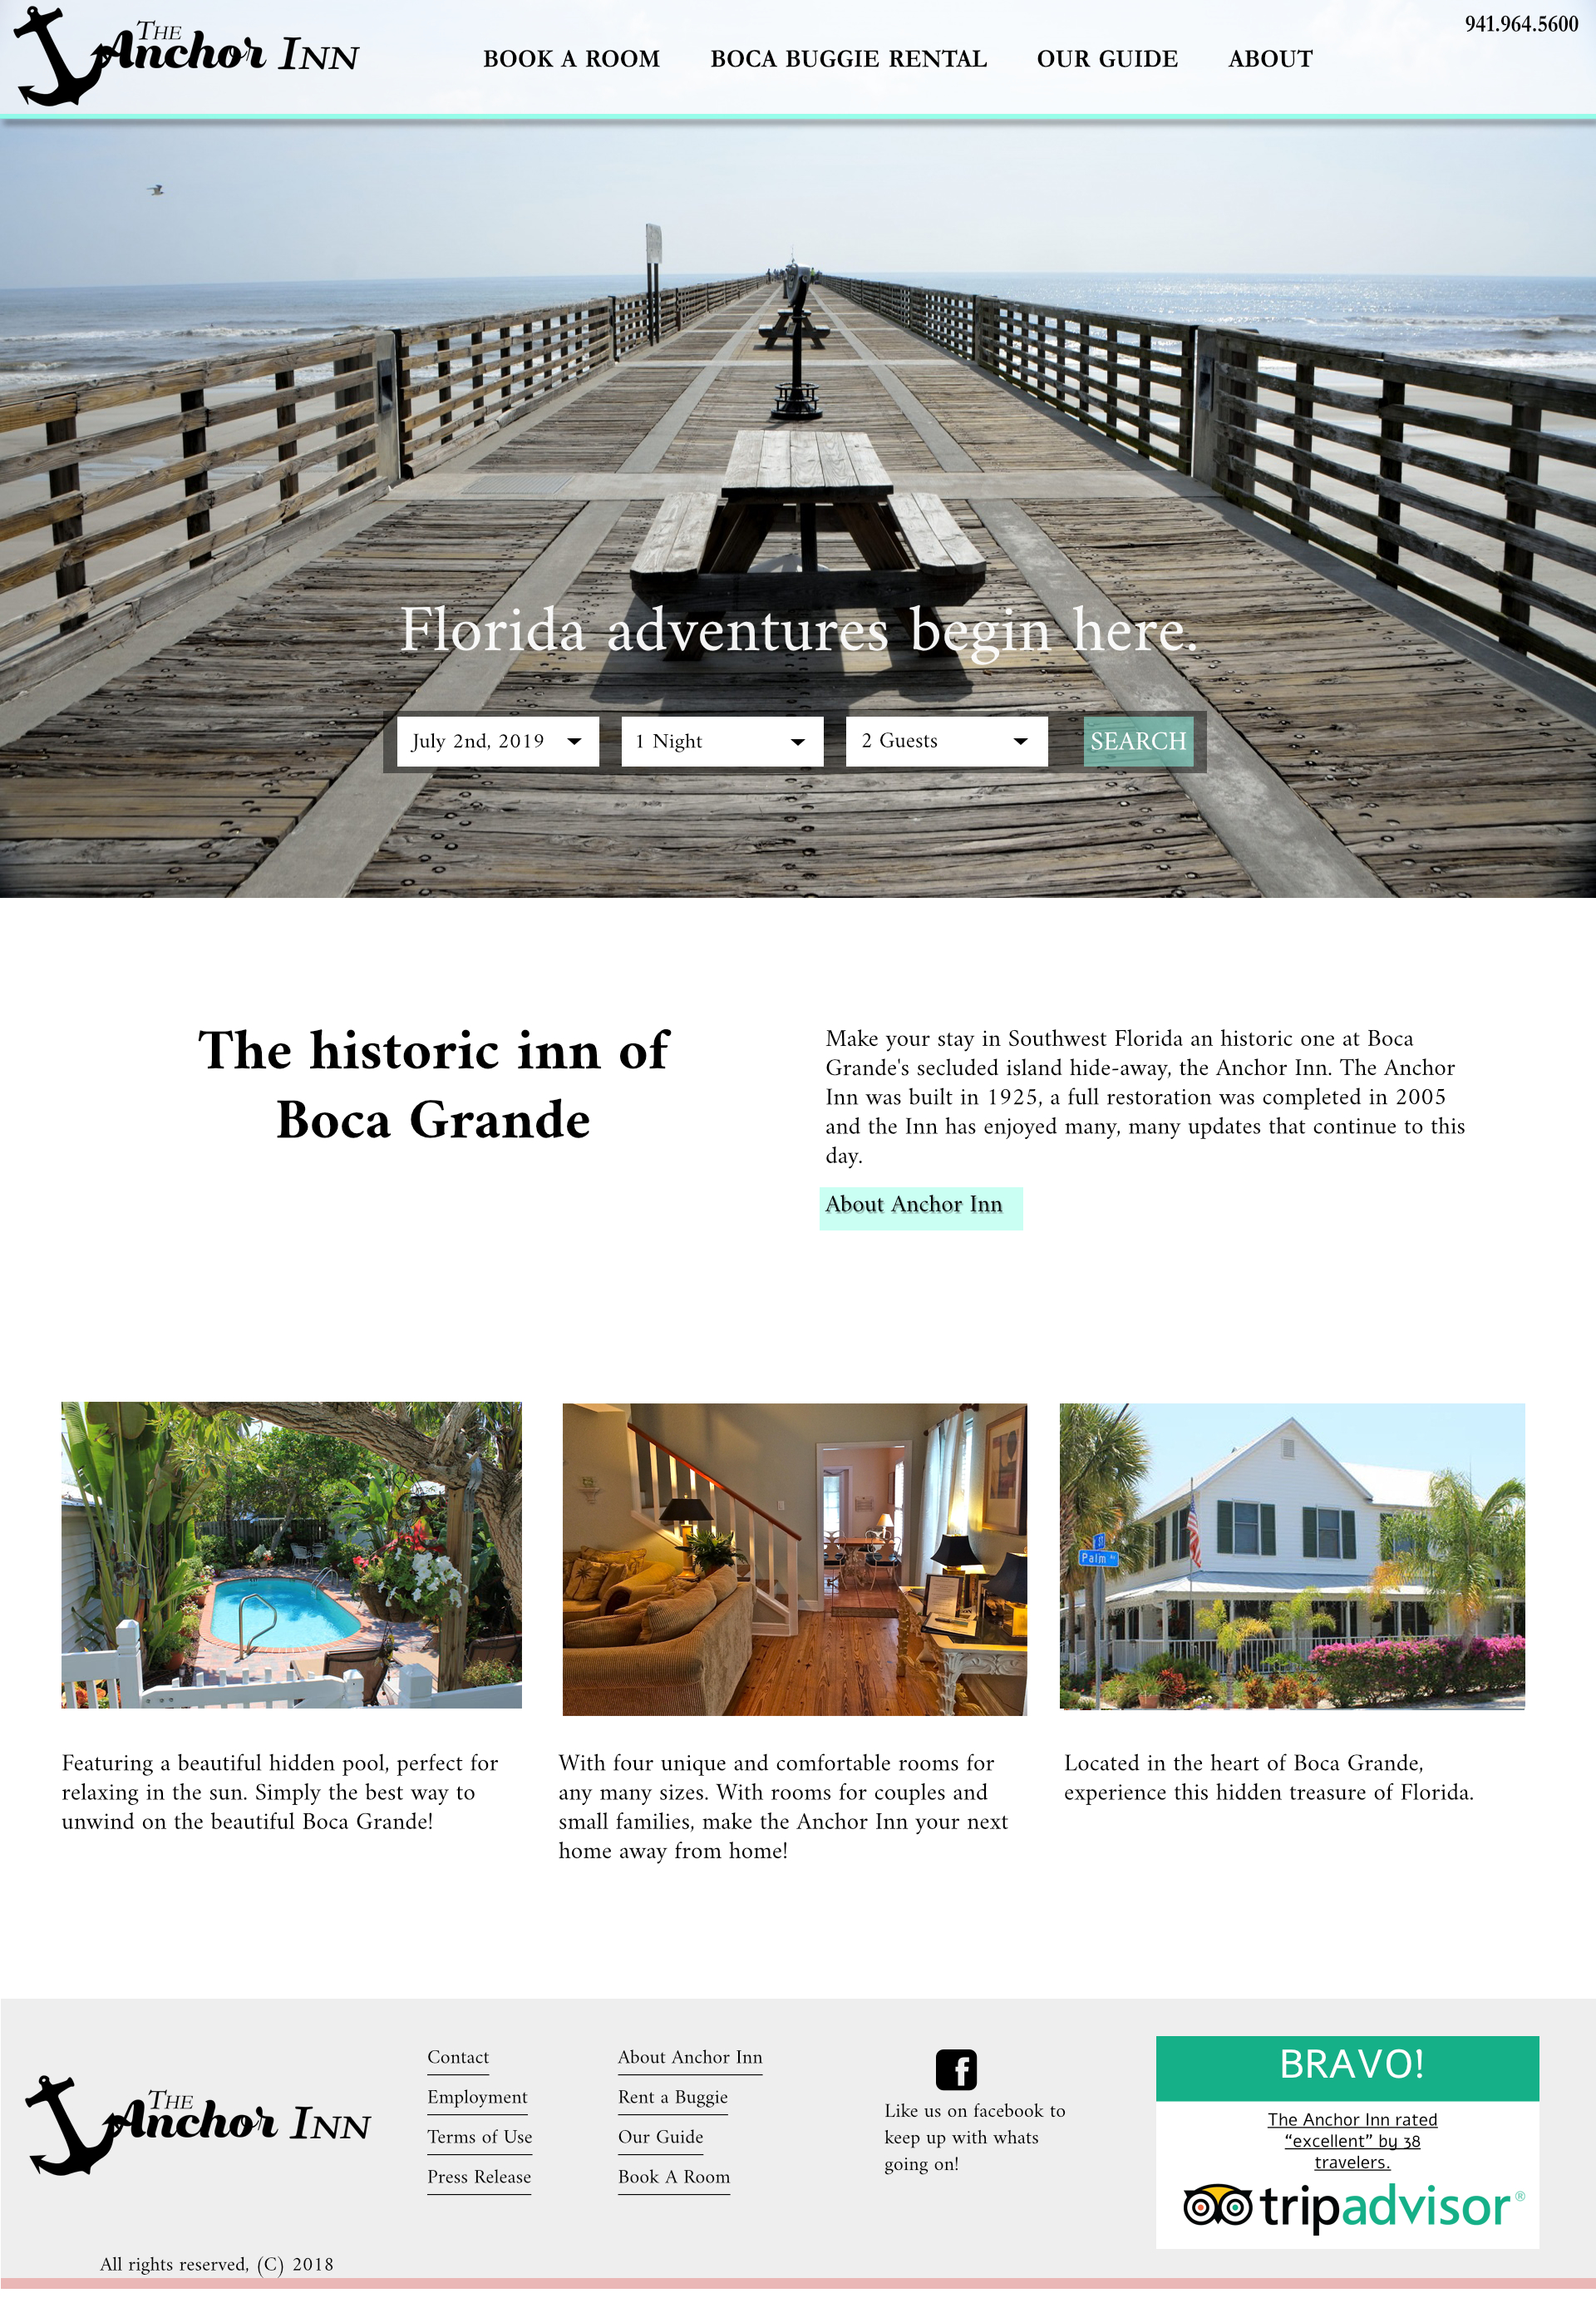 THE
Anchor INN
BOOK A ROOM
BOCA BUGGIE RENTAL
OUR GUIDE
ABOUT
941.964.5600
Florida adventures begin here.
July 2nd, 2019
1 Night
2 Guests
SEARCH
The historic inn of
Boca Grande
Make your stay in Southwest Florida an historic one at Boca
Grande's secluded island hide-away, the Anchor Inn. The Anchor
Inn was built in 1925, a full restoration was completed in 2005
and the Inn has enjoyed many, many updates that continue to this
day.
About Anchor Inn
Palm
Featuring a beautiful hidden pool, perfect for
relaxing in the sun. Simply the best way to
unwind on the beautiful Boca Grande!
With four unique and comfortable rooms for
any many sizes. With rooms for couples and
small families, make the Anchor Inn your next
home away from home!
Located in the heart of Boca Grande,
experience this hidden treasure of Florida.
THE
Anchor INN
Contact
Employment
Terms of Use
Press Release
About Anchor Inn
Rent a Buggie
Our Guide
Book A Room
Like us on facebook to
keep up with whats
going on!
BRAVO!
The Anchor Inn rated
“excellent” by 38
travelers.
tripadvisor®
All rights reserved, (C) 2018